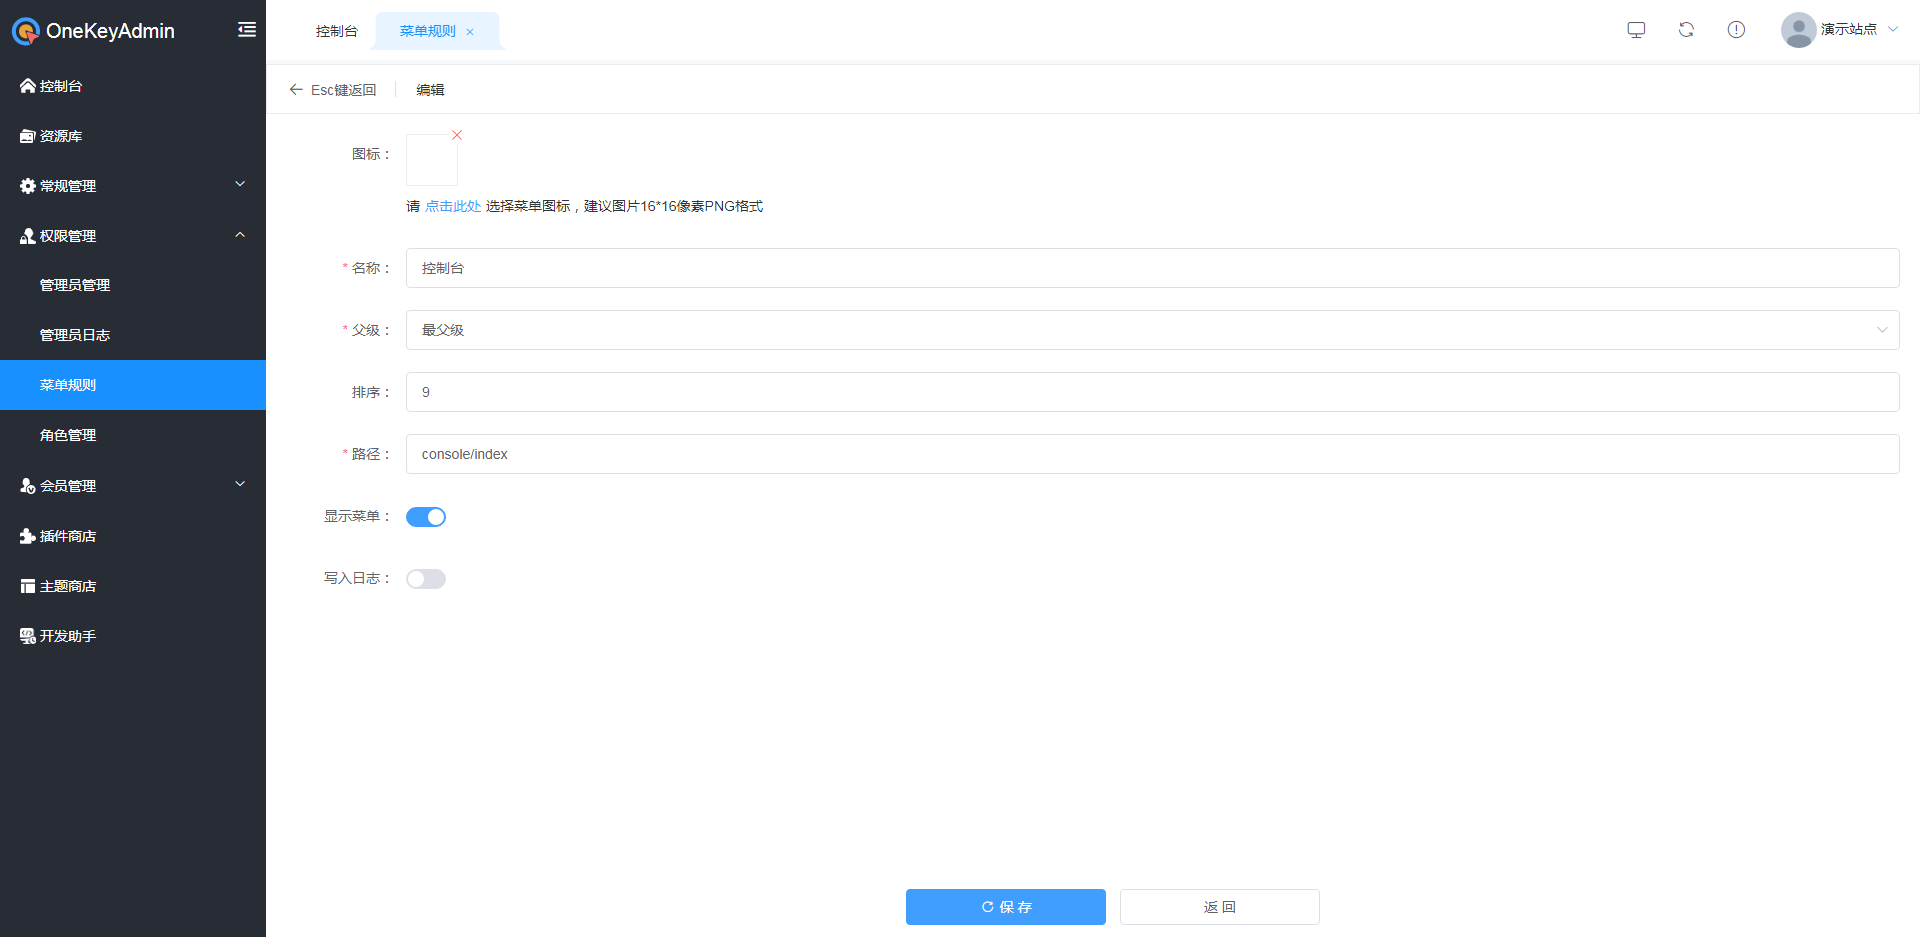 OneKeyAdmin
控制台
资源库
常规管理
权限管理
管理员管理
管理员日志
菜单规则
角色管理
会员管理
插件商店
主题商店
开发助手
控制台
菜单规则 ×
演示站点
Esc键返回
编辑
图标：
请 点击此处 选择菜单图标，建议图片16*16像素PNG格式
* 名称： 控制台
* 父级： 最父级
排序： 9
* 路径： console/index
显示菜单：
写入日志：
保 存
返 回